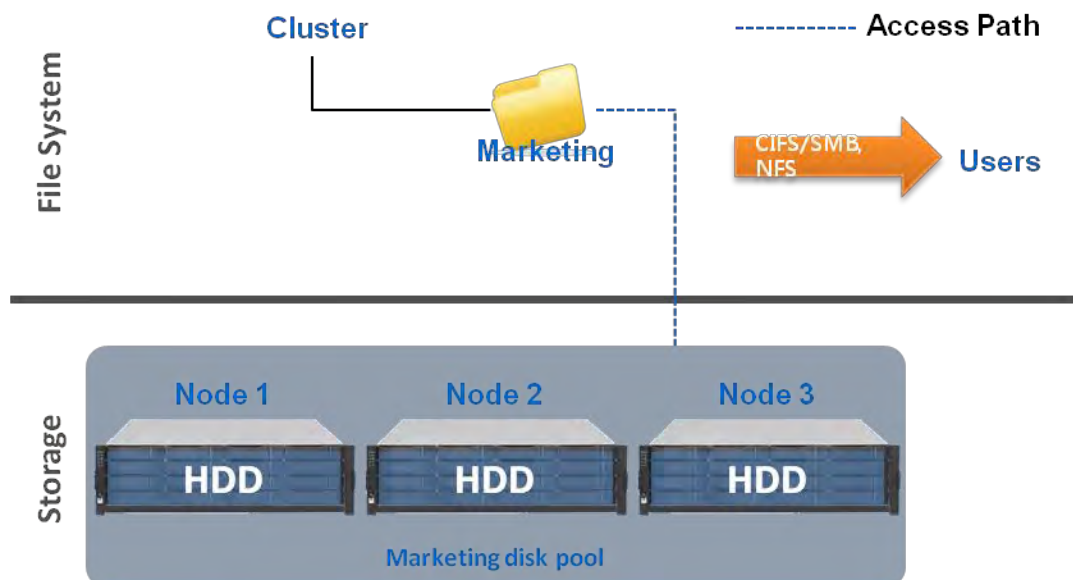 File System
Cluster
Access Path
Marketing
CIFS/SMB,
NFS
Users
Storage
Node 1
Node 2
Node 3
HDD
HDD
HDD
Marketing disk pool